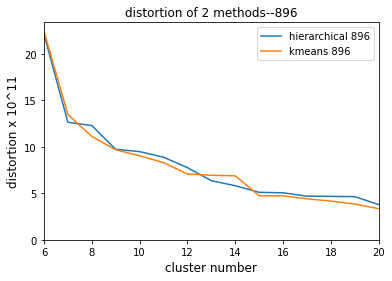 distortion of 2 methods--896
hierarchical 896
kmeans 896
distortion x 10^11
20
15
10
5
0
6
8
10
12
14
16
18
20
cluster number